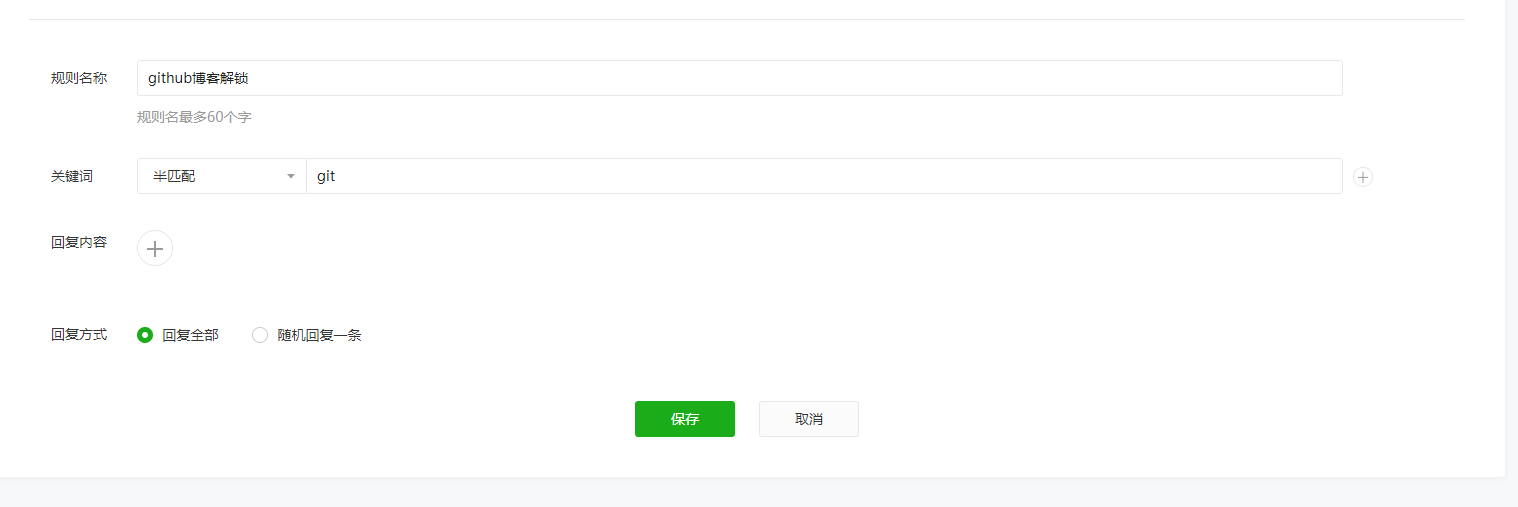 规则名称 github博客解锁
规则名最多60个字
关键词 半匹配 git
回复内容
回复方式 回复全部 随机回复一条
保存 取消